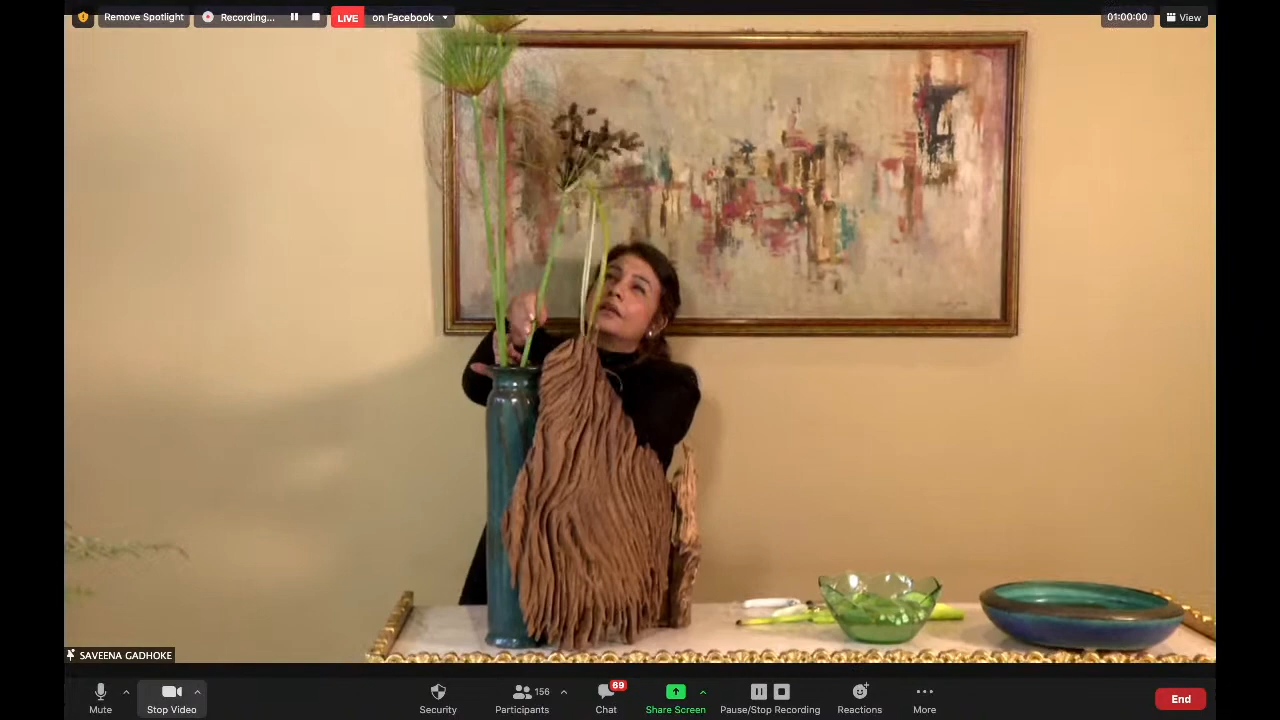 Remove Spotlight
Recording...
LIVE on Facebook
01:00:00
View
SAVEENA GADHOKE
Mute
Stop Video
Security
Participants 156
Chat 69
Share Screen
Pause/Stop Recording
Reactions
More
End